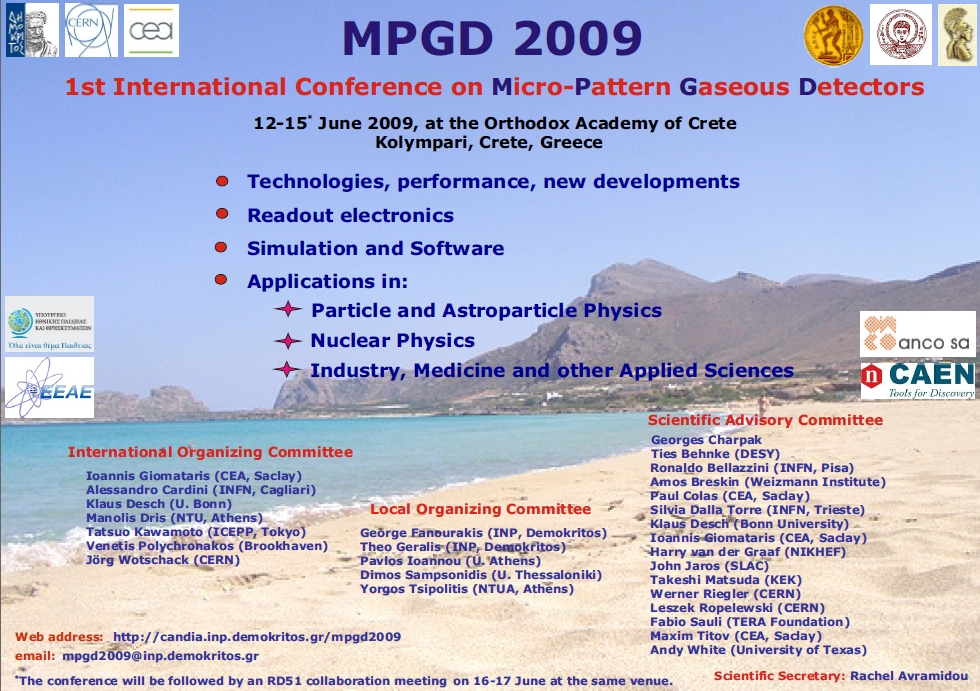 ΔΗΜΟΚΡΙΤΟΣ
CERN
cea
MPGD 2009
1st International Conference on Micro-Pattern Gaseous Detectors
12-15* June 2009, at the Orthodox Academy of Crete
Kolympari, Crete, Greece
Technologies, performance, new developments
Readout electronics
Simulation and Software
Applications in:
Particle and Astroparticle Physics
Nuclear Physics
Industry, Medicine and other Applied Sciences
ΥΠΟΥΡΓΕΙΟ
ΕΘΝΙΚΗΣ ΠΑΙΔΕΙΑΣ
ΚΑΙ ΘΡΗΣΚΕΥΜΑΤΩΝ
Όλα είναι θέμα Παιδείας
EEAE
anco sa
n CAEN
Tools for Discovery
International Organizing Committee
Ioannis Giomataris (CEA, Saclay)
Alessandro Cardini (INFN, Cagliari)
Klaus Desch (U. Bonn)
Manolis Dris (NTU, Athens)
Tatsuo Kawamoto (ICEPP, Tokyo)
Venetis Polychronakos (Brookhaven)
Jörg Wotschack (CERN)
Local Organizing Committee
George Fanourakis (INP, Demokritos)
Theo Geralis (INP, Demokritos)
Pavlos Ioannou (U. Athens)
Dimos Sampsonidis (U. Thessaloniki)
Yorgos Tsipolitis (NTUA, Athens)
Scientific Advisory Committee
Georges Charpak
Ties Behnke (DESY)
Ronaldo Bellazzini (INFN, Pisa)
Amos Breskin (Weizmann Institute)
Paul Colas (CEA, Saclay)
Silvia Dalla Torre (INFN, Trieste)
Klaus Desch (Bonn University)
Ioannis Giomataris (CEA, Saclay)
Harry van der Graaf (NIKHEF)
John Jaros (SLAC)
Takeshi Matsuda (KEK)
Werner Riegler (CERN)
Leszek Ropelewski (CERN)
Fabio Sauli (TERA Foundation)
Maxim Titov (CEA, Saclay)
Andy White (University of Texas)
Web address: http://candia.inp.demokritos.gr/mpgd2009
email: mpgd2009@inp.demokritos.gr
*The conference will be followed by an RD51 collaboration meeting on 16-17 June at the same venue.
Scientific Secretary: Rachel Avramidou